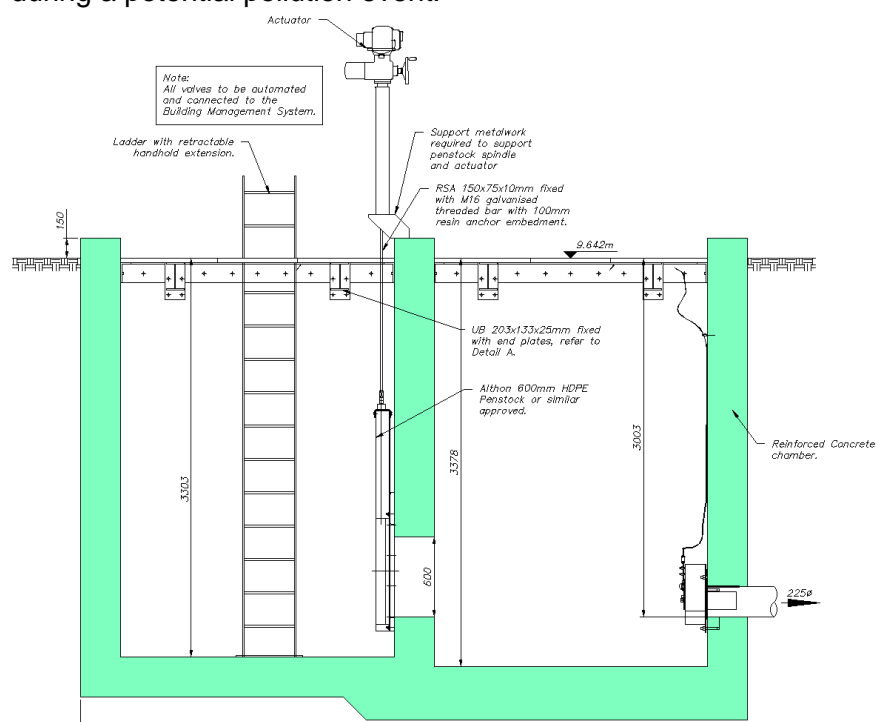 during a potential pollution event.
Actuator
Note:
All valves to be automated
and connected to the
Building Management System.
Ladder with retractable
handhold extension.
Support metalwork
required to support
penstock spindle
and actuator
RSA 150x75x10mm fixed
with M16 galvanised
threaded bar with 100mm
resin anchor embedment.
150
9.642m
UB 203x133x25mm fixed
with end plates, refer to
Detail A.
Althon 600mm HDPE
Penstock or similar
approved.
3303
3378
3003
600
Reinforced Concrete
chamber.
225ø